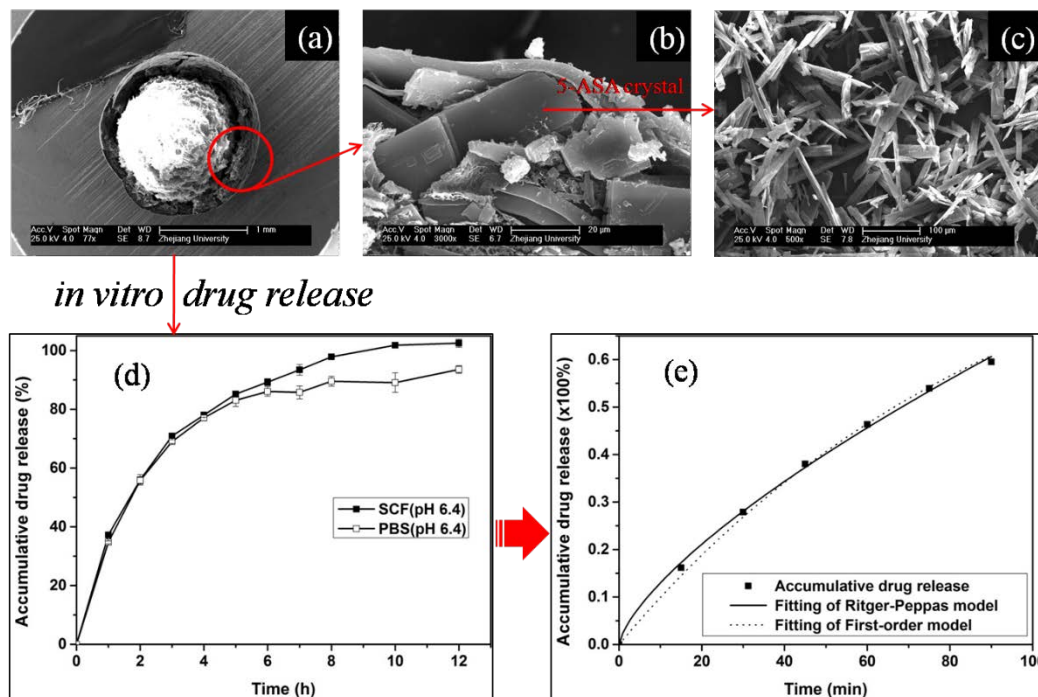 (a)
Acc.V Spot Magn Det WD 1 mm
25.0 kV 4.0 77x SE 8.7 Zhejiang University
(b)
5-ASA crystal
Acc.V Spot Magn Det WD 20 μm
25.0 kV 4.0 3000x SE 6.7 Zhejiang University
(c)
Acc.V Spot Magn Det WD 100 μm
25.0 kV 4.0 500x SE 7.8 Zhejiang University
in vitro drug release
(d)
Accumulative drug release (%)
100
80
60
40
20
0
SCF(pH 6.4)
PBS(pH 6.4)
0 2 4 6 8 10 12
Time (h)
(e)
Accumulative drug release (x100%)
0.6
0.5
0.3
0.2
0.0
Accumulative drug release
Fitting of Ritger-Peppas model
Fitting of First-order model
0 20 40 60 80 100
Time (min)